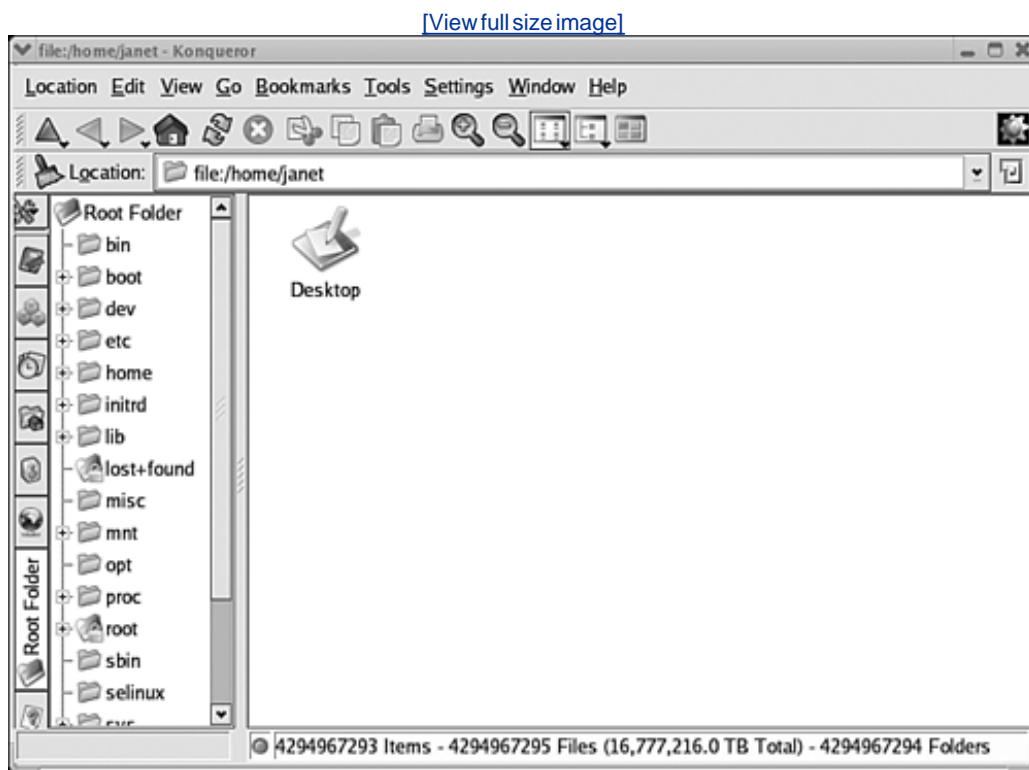 [View full size image]
file:/home/janet - Konqueror
Location Edit View Go Bookmarks Tools Settings Window Help
Location: file:/home/janet
Root Folder
bin
boot
dev
etc
home
initrd
lib
lost+found
misc
mnt
opt
proc
root
sbin
selinux
Root Folder
Desktop
4294967293 Items - 4294967295 Files (16,777,216.0 TB Total) - 4294967294 Folders